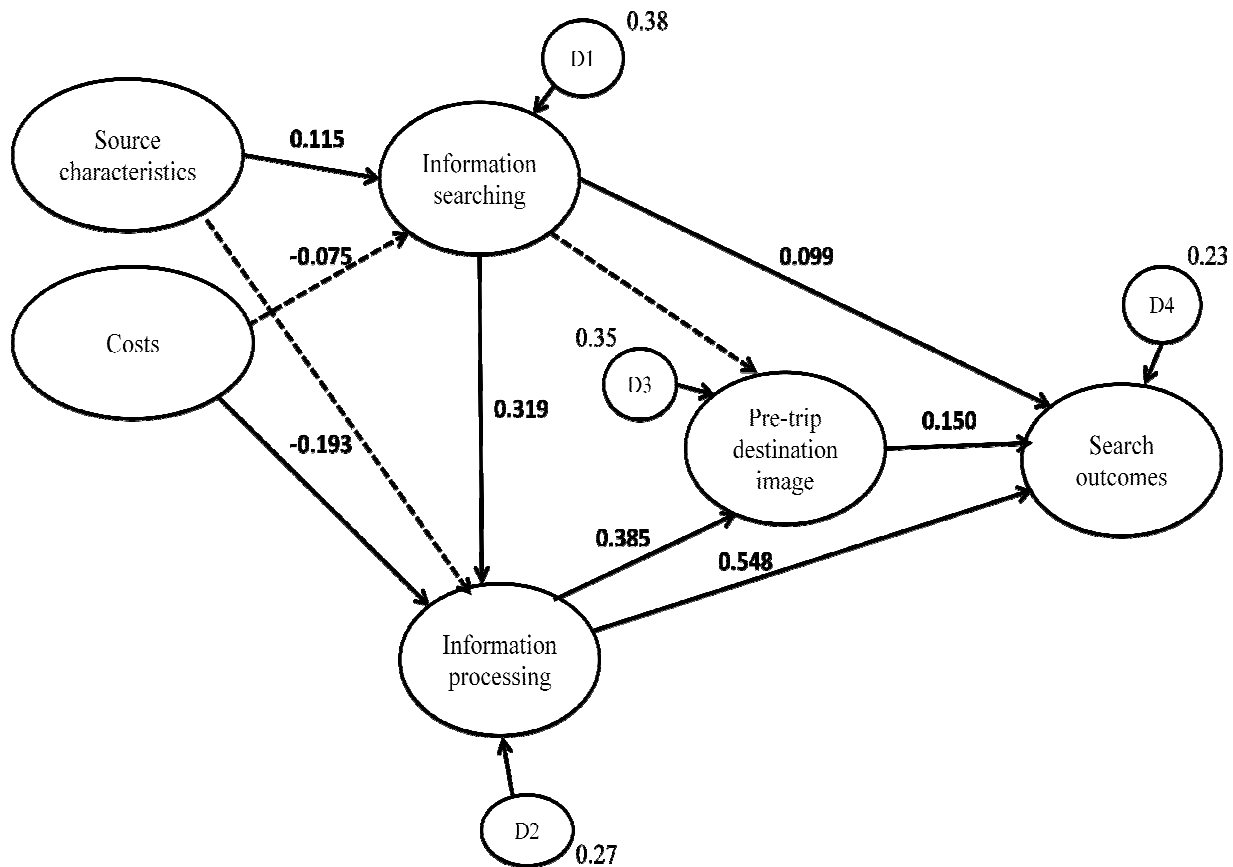 0.38
D1
Source
characteristics
0.115
Information
searching
-0.075
0.099
0.23
D4
Costs
0.35
D3
0.319
-0.193
Pre-trip
destination
image
0.150
Search
outcomes
0.385
0.548
Information
processing
D2
0.27